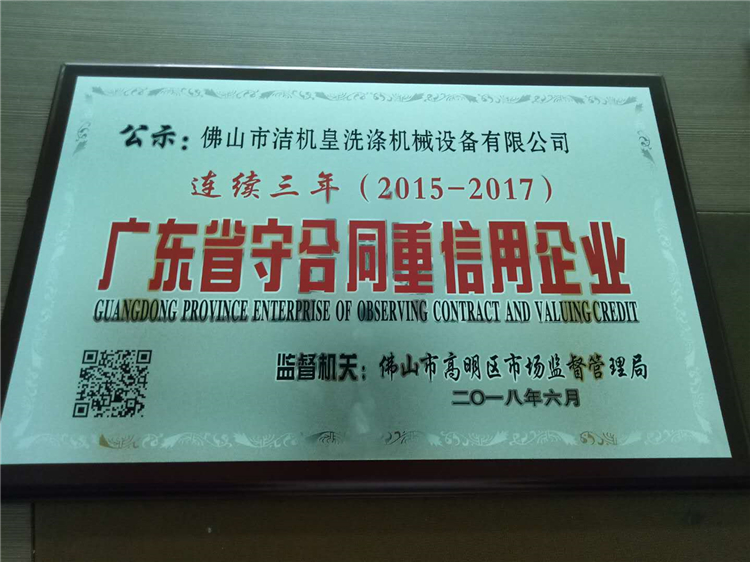 公示：佛山市洁机皇洗涤机械设备有限公司
连续三年（2015-2017）
广东省守合同重信用企业
GUANGDONG PROVINCE ENTERPRISE OF OBSERVING CONTRACT AND VALUING CREDIT
监督机关：佛山市高明区市场监督管理局
二〇一八年六月